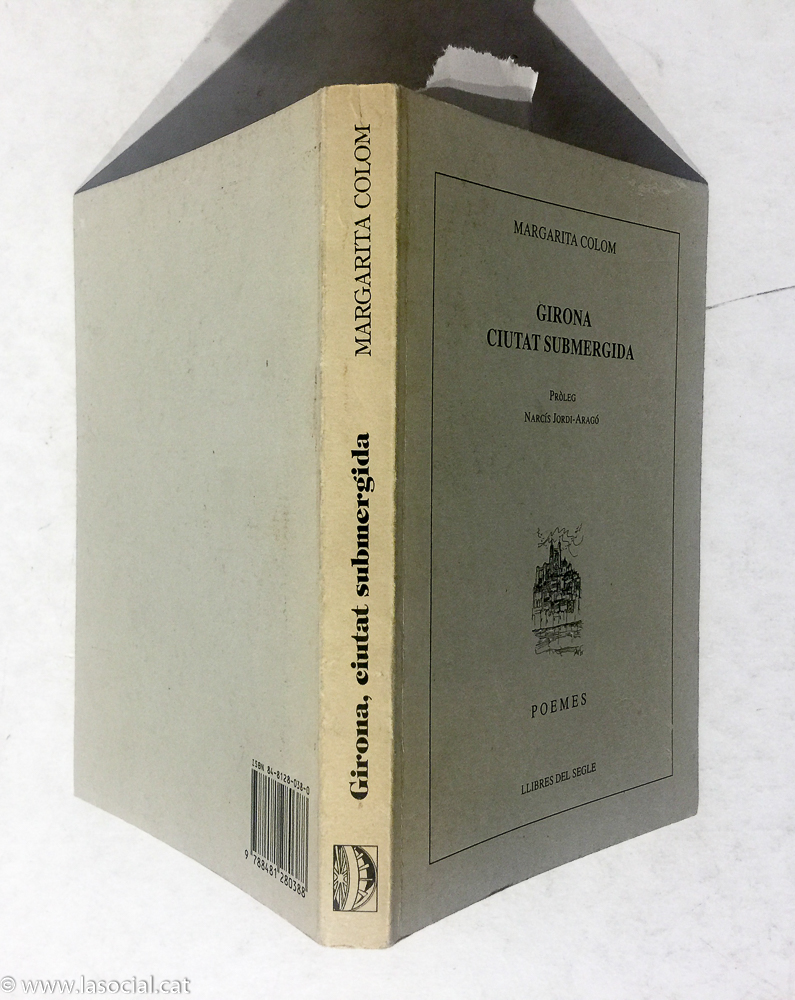 MARGARITA COLOM
GIRONA
CIUTAT SUBMERGIDA
PRÒLEG
NARCÍS JORDI-ARAGÓ
POEMES
LLIBRES DEL SEGLE
Girona, ciutat submergida MARGARITA COLOM
ISBN 84-8128-038-0
9 788481 280388
© www.lasocial.cat